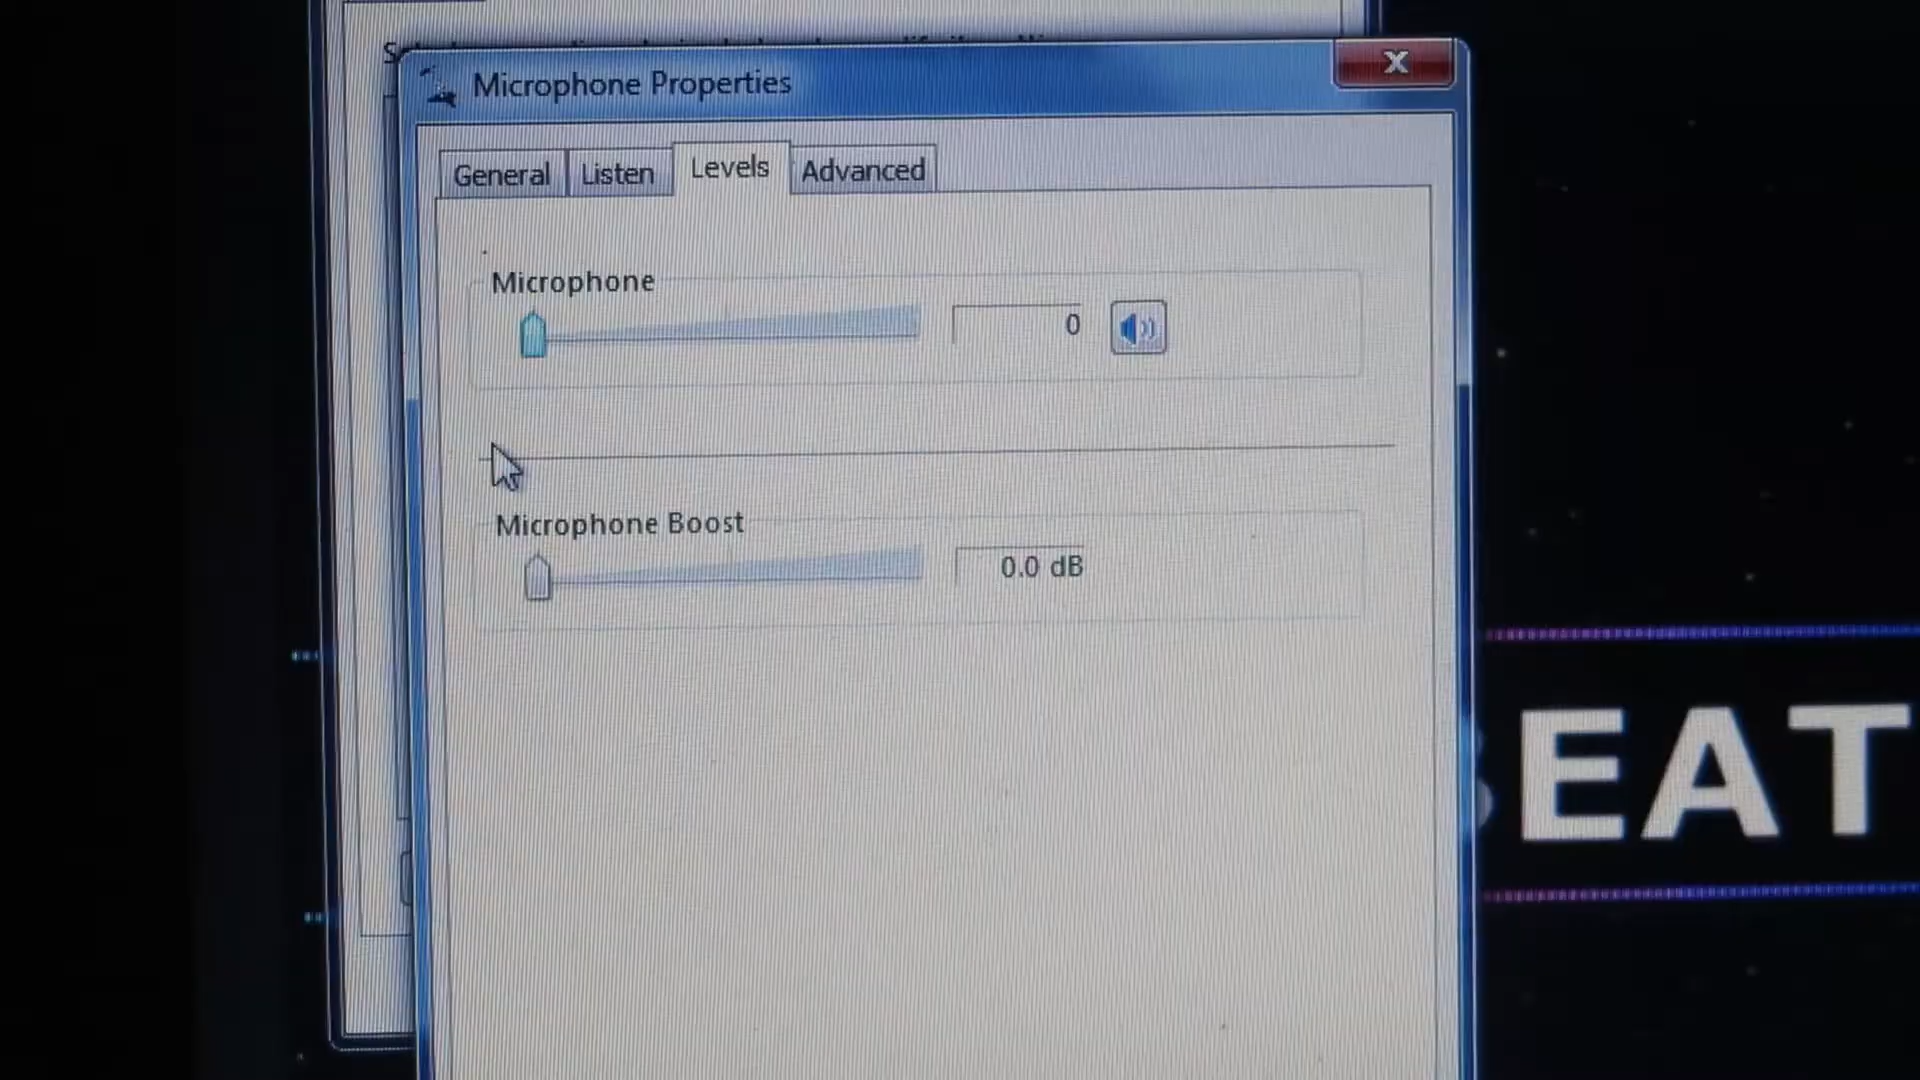 Microphone Properties
X
General Listen Levels Advanced
Microphone
0
Microphone Boost
0.0 dB
EAT